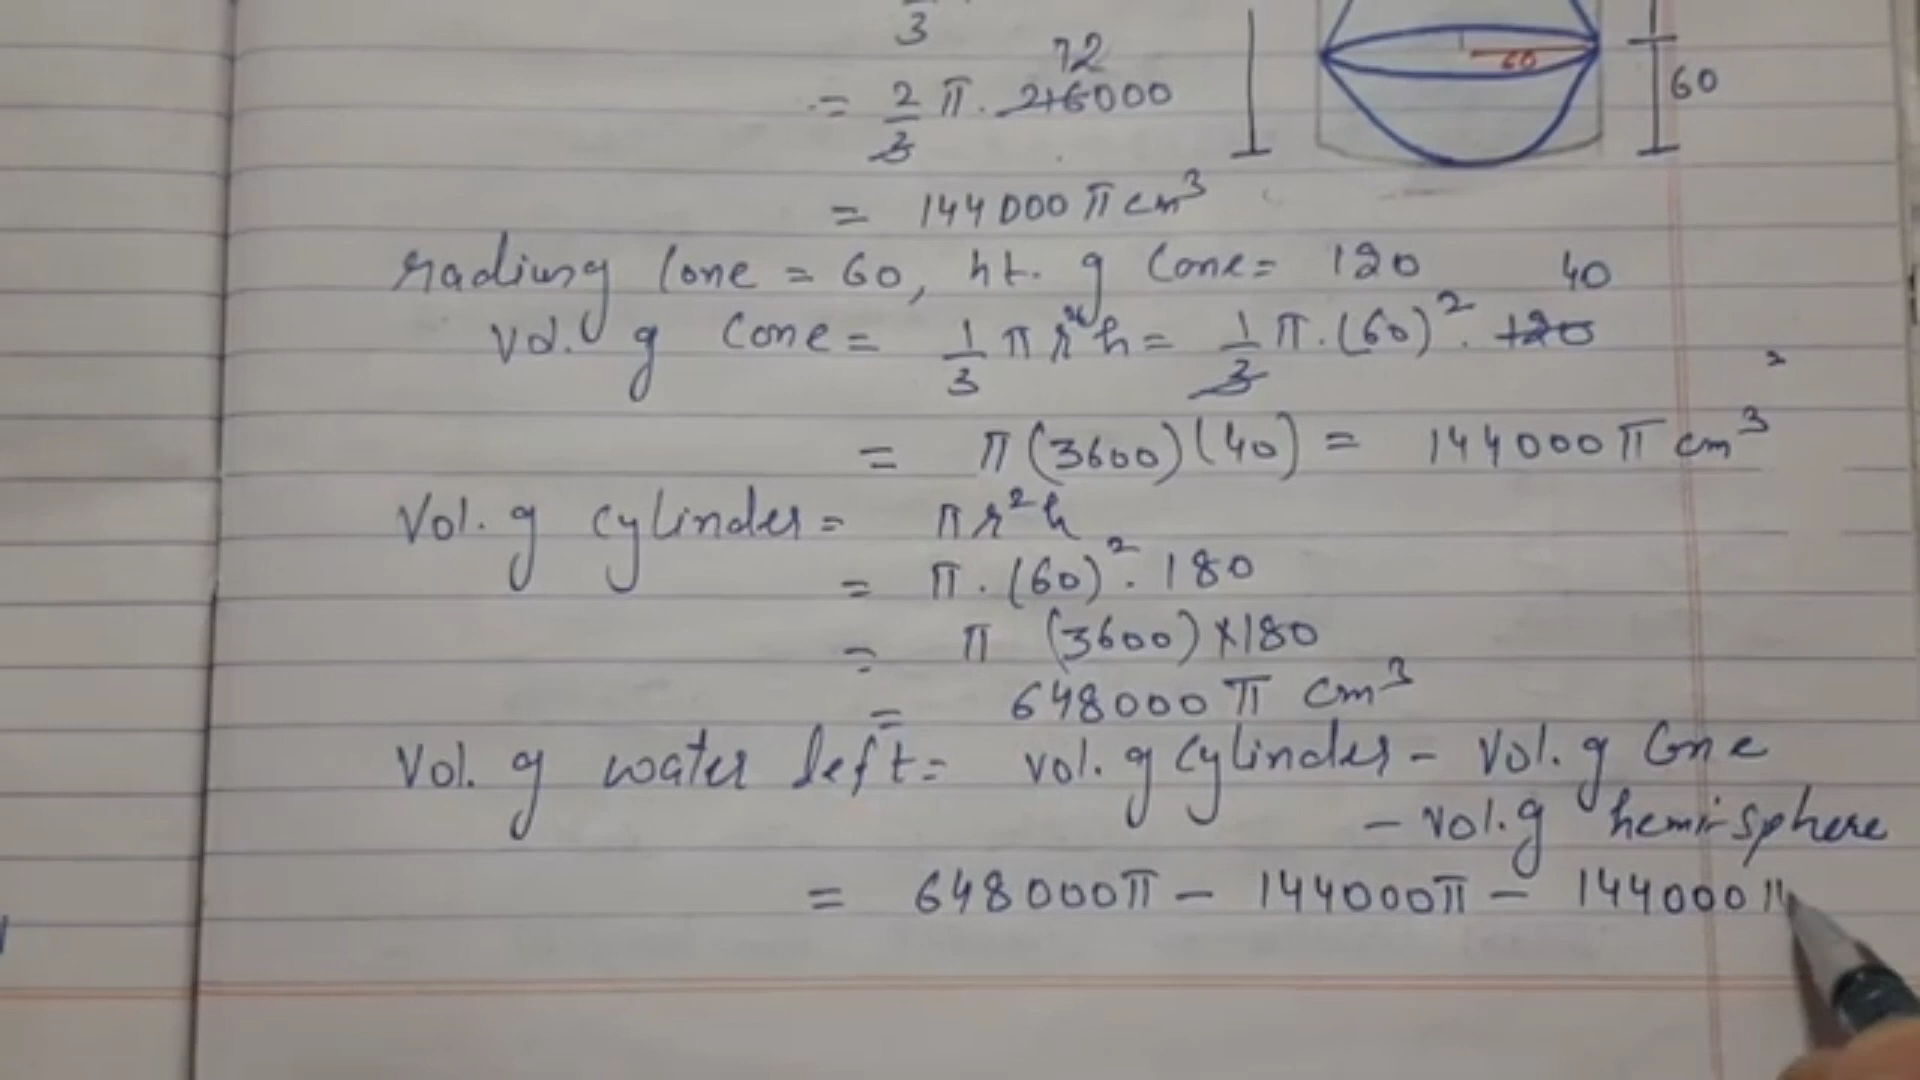 3
72
= 2/3 π . 216000
60
60
= 144000 π cm³
radius of cone = 60, ht. of cone = 120
40
Vol. of cone = 1/3 π r² h = 1/3 π . (60)² . 120
= π (3600) (40) = 144000 π cm³
Vol. of cylinder = π r² h
= π . (60)² . 180
= π (3600) × 180
= 648000 π cm³
Vol. of water left = vol. of cylinder - Vol. of Cone
- vol. of hemi-sphere
= 648000π - 144000π - 144000π